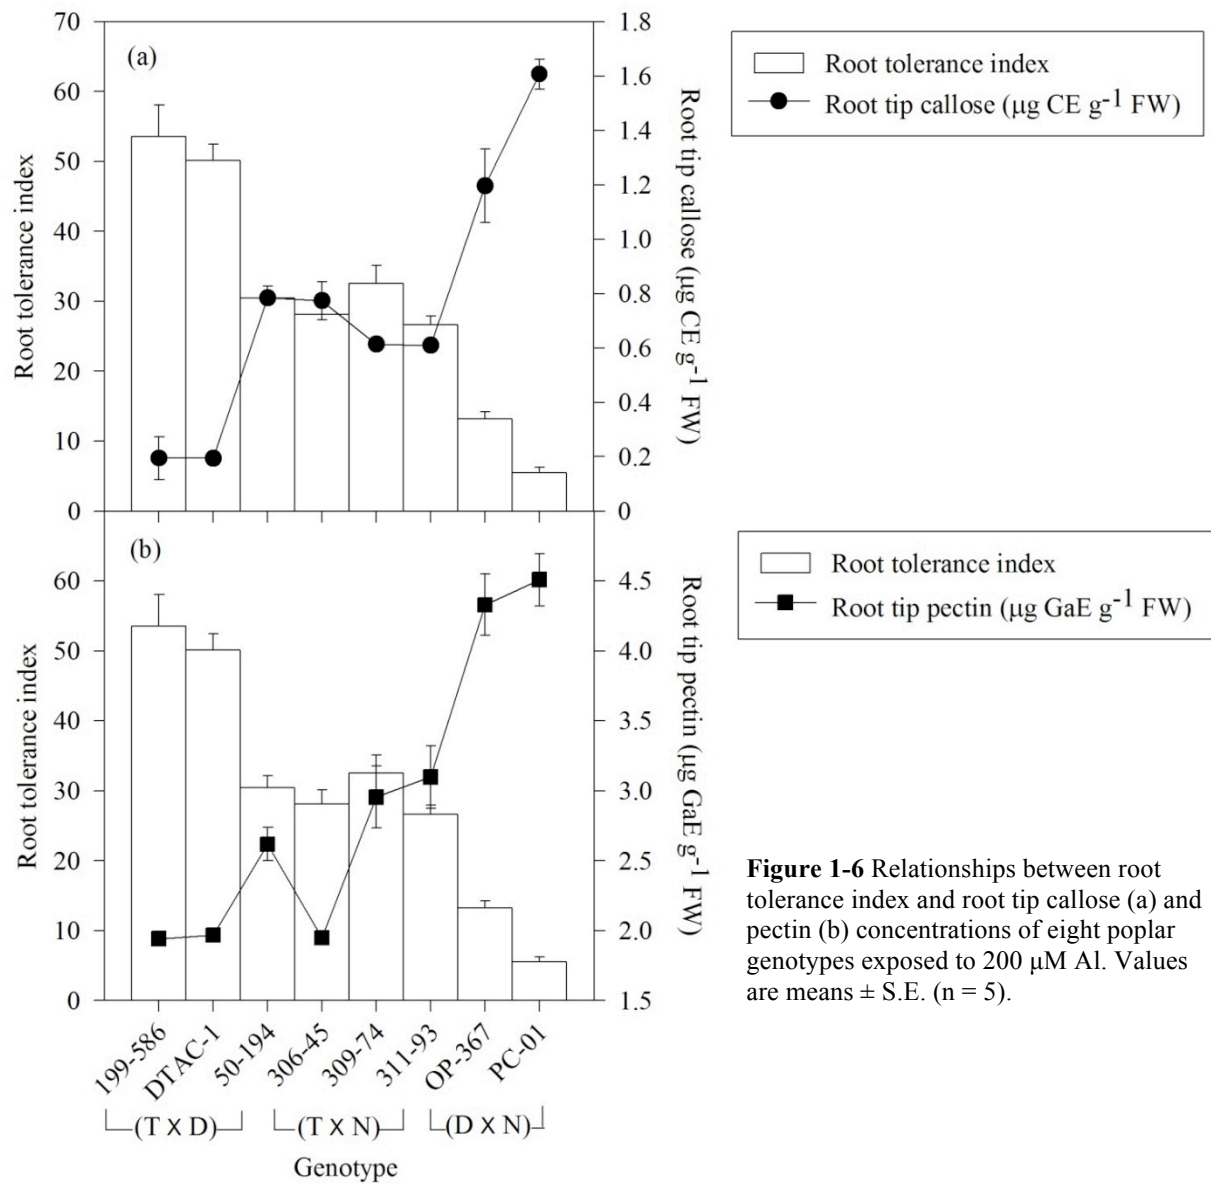 (a)
70
60
50
40
30
20
10
0
Root tolerance index
1.8
1.6
1.4
1.2
1.0
0.8
0.6
0.4
0.2
0
Root tip callose (μg CE g-1 FW)
Root tolerance index
Root tip callose (μg CE g-1 FW)
(b)
60
50
40
30
20
10
0
Root tolerance index
4.5
4.0
3.5
3.0
2.5
2.0
1.5
Root tip pectin (μg GaE g-1 FW)
Root tolerance index
Root tip pectin (μg GaE g-1 FW)
199-586
DTAC-1
50-194
306-45
309-74
311-93
OP-367
PC-01
(T X D)
(T X N)
(D X N)
Genotype
Figure 1-6 Relationships between root
tolerance index and root tip callose (a) and
pectin (b) concentrations of eight poplar
genotypes exposed to 200 μM Al. Values
are means ± S.E. (n = 5).